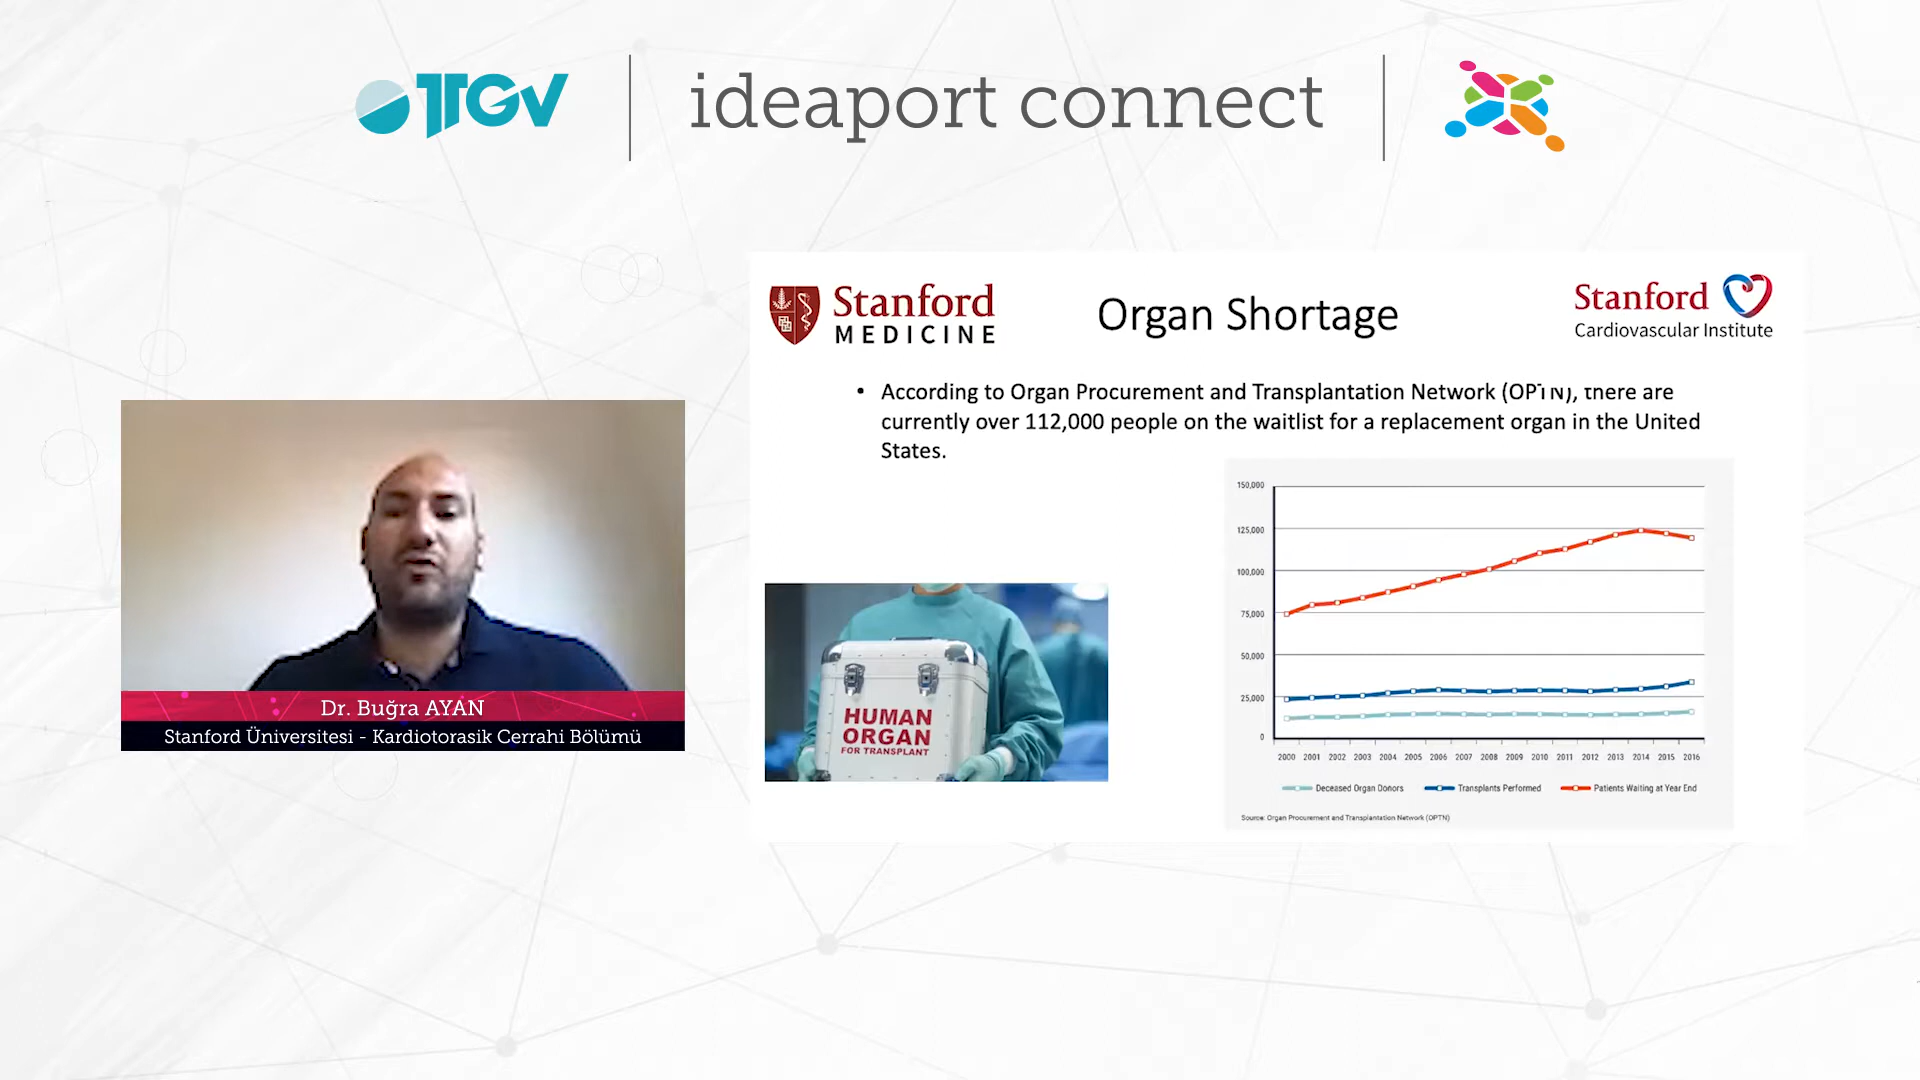 TTGV
ideaport connect
Stanford
MEDICINE
Organ Shortage
Stanford
Cardiovascular Institute
• According to Organ Procurement and Transplantation Network (OPTN), there are
currently over 112,000 people on the waitlist for a replacement organ in the United
States.
HUMAN
ORGAN
FOR TRANSPLANT
150,000
125,000
100,000
75,000
50,000
25,000
0
2000 2001 2002 2003 2004 2005 2006 2007 2008 2009 2010 2011 2012 2013 2014 2015 2016
Deceased Organ Donors Transplants Performed Patients Waiting at Year End
Source: Organ Procurement and Transplantation Network (OPTN)
Dr. Buğra AYAN
Stanford Üniversitesi - Kardiotorasik Cerrahi Bölümü